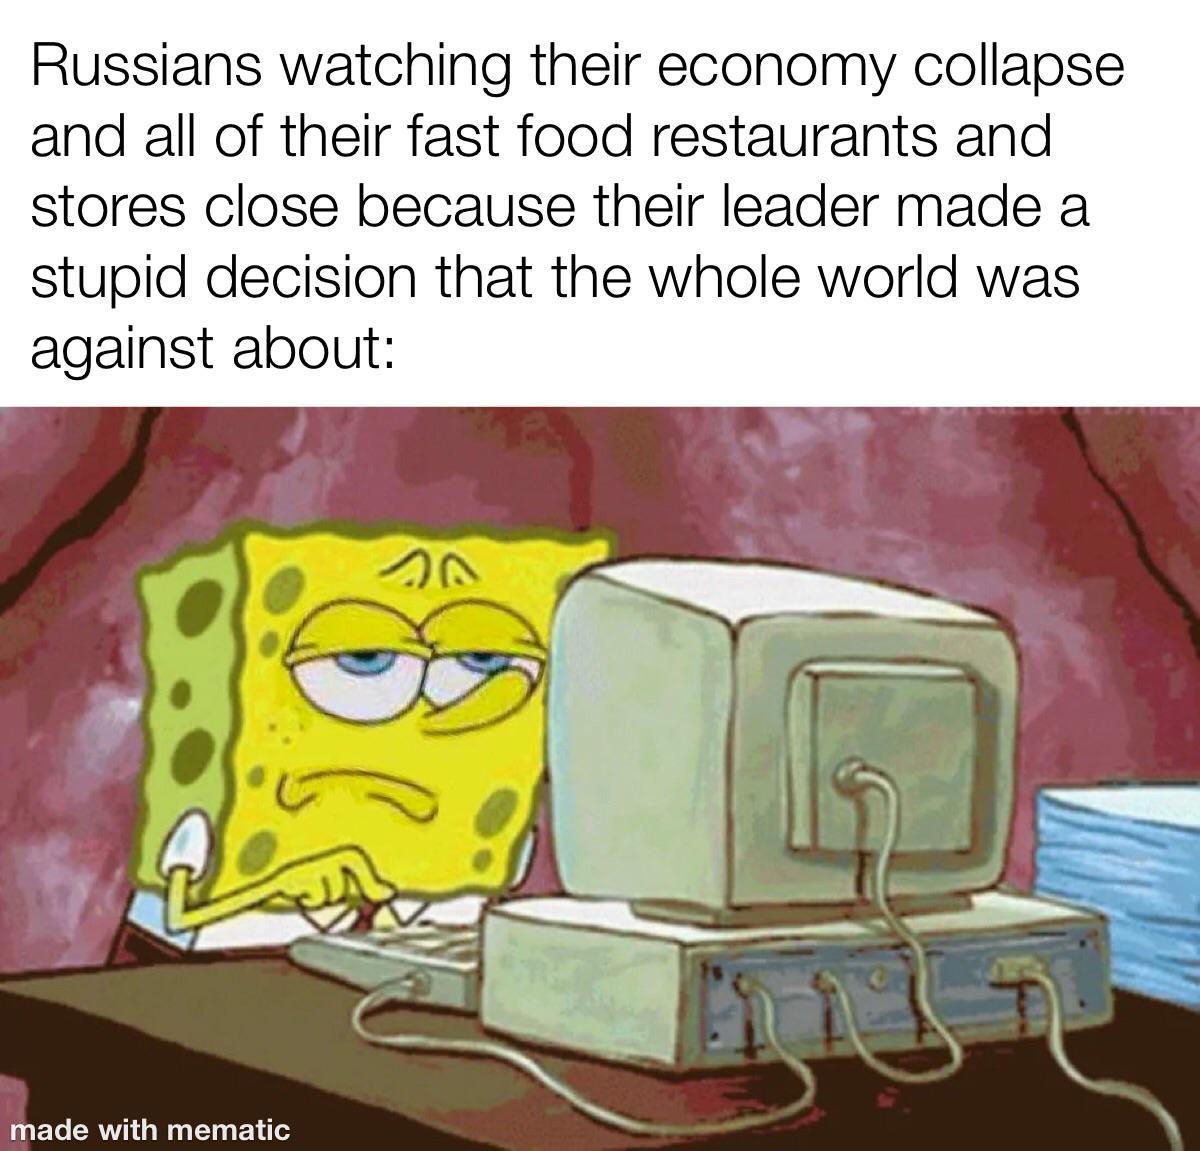 Russians watching their economy collapse
and all of their fast food restaurants and
stores close because their leader made a
stupid decision that the whole world was
against about:
made with mematic